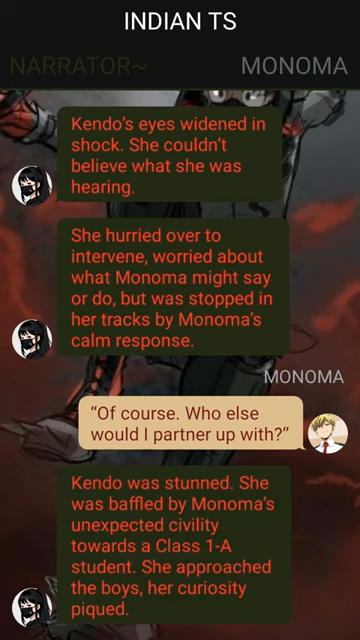 INDIAN TS
NARRATOR~
MONOMA
Kendo’s eyes widened in
shock. She couldn’t
believe what she was
hearing.
She hurried over to
intervene, worried about
what Monoma might say
or do, but was stopped in
her tracks by Monoma’s
calm response.
MONOMA
“Of course. Who else
would I partner up with?”
Kendo was stunned. She
was baffled by Monoma’s
unexpected civility
towards a Class 1-A
student. She approached
the boys, her curiosity
piqued.